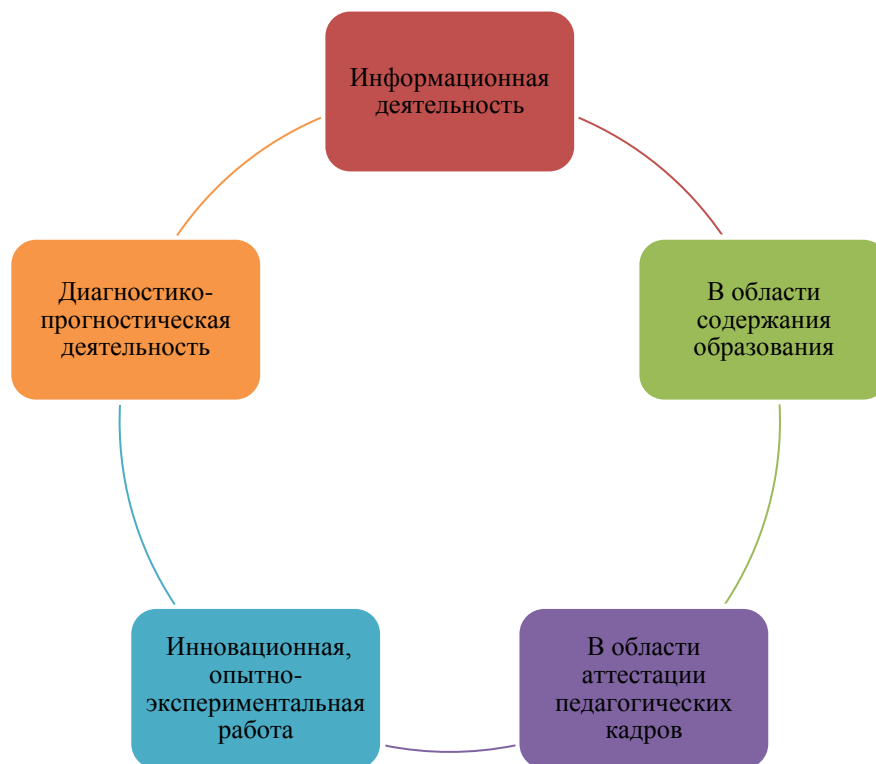 Информационная
деятельность
В области
содержания
образования
В области
аттестации
педагогических
кадров
Инновационная,
опытно-
экспериментальная
работа
Диагностико-
прогностическая
деятельность